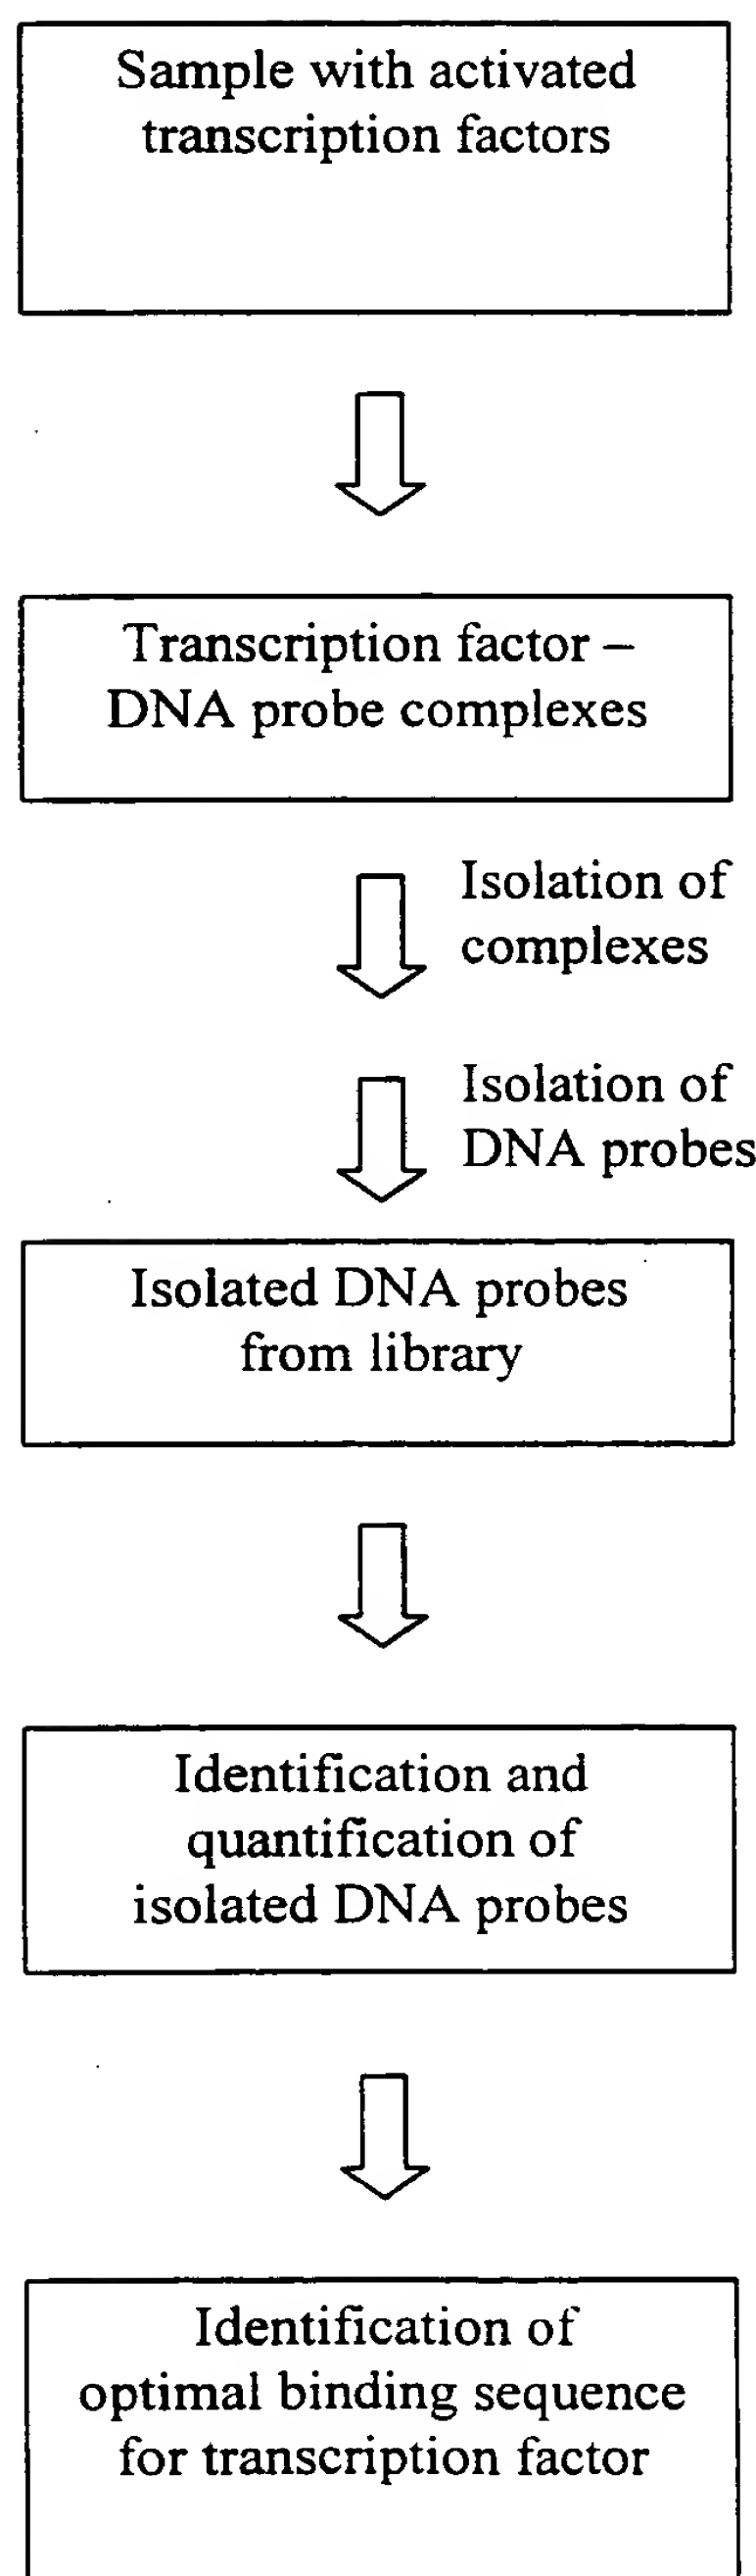 Sample with activated
transcription factors
Transcription factor –
DNA probe complexes
Isolation of
complexes
Isolation of
DNA probes
Isolated DNA probes
from library
Identification and
quantification of
isolated DNA probes
Identification of
optimal binding sequence
for transcription factor